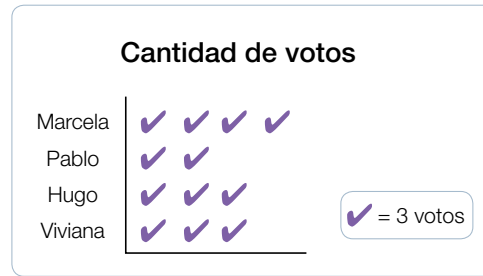 Cantidad de votos
Marcela ✔ ✔ ✔ ✔
Pablo ✔ ✔
Hugo ✔ ✔ ✔
Viviana ✔ ✔ ✔
✔ = 3 votos